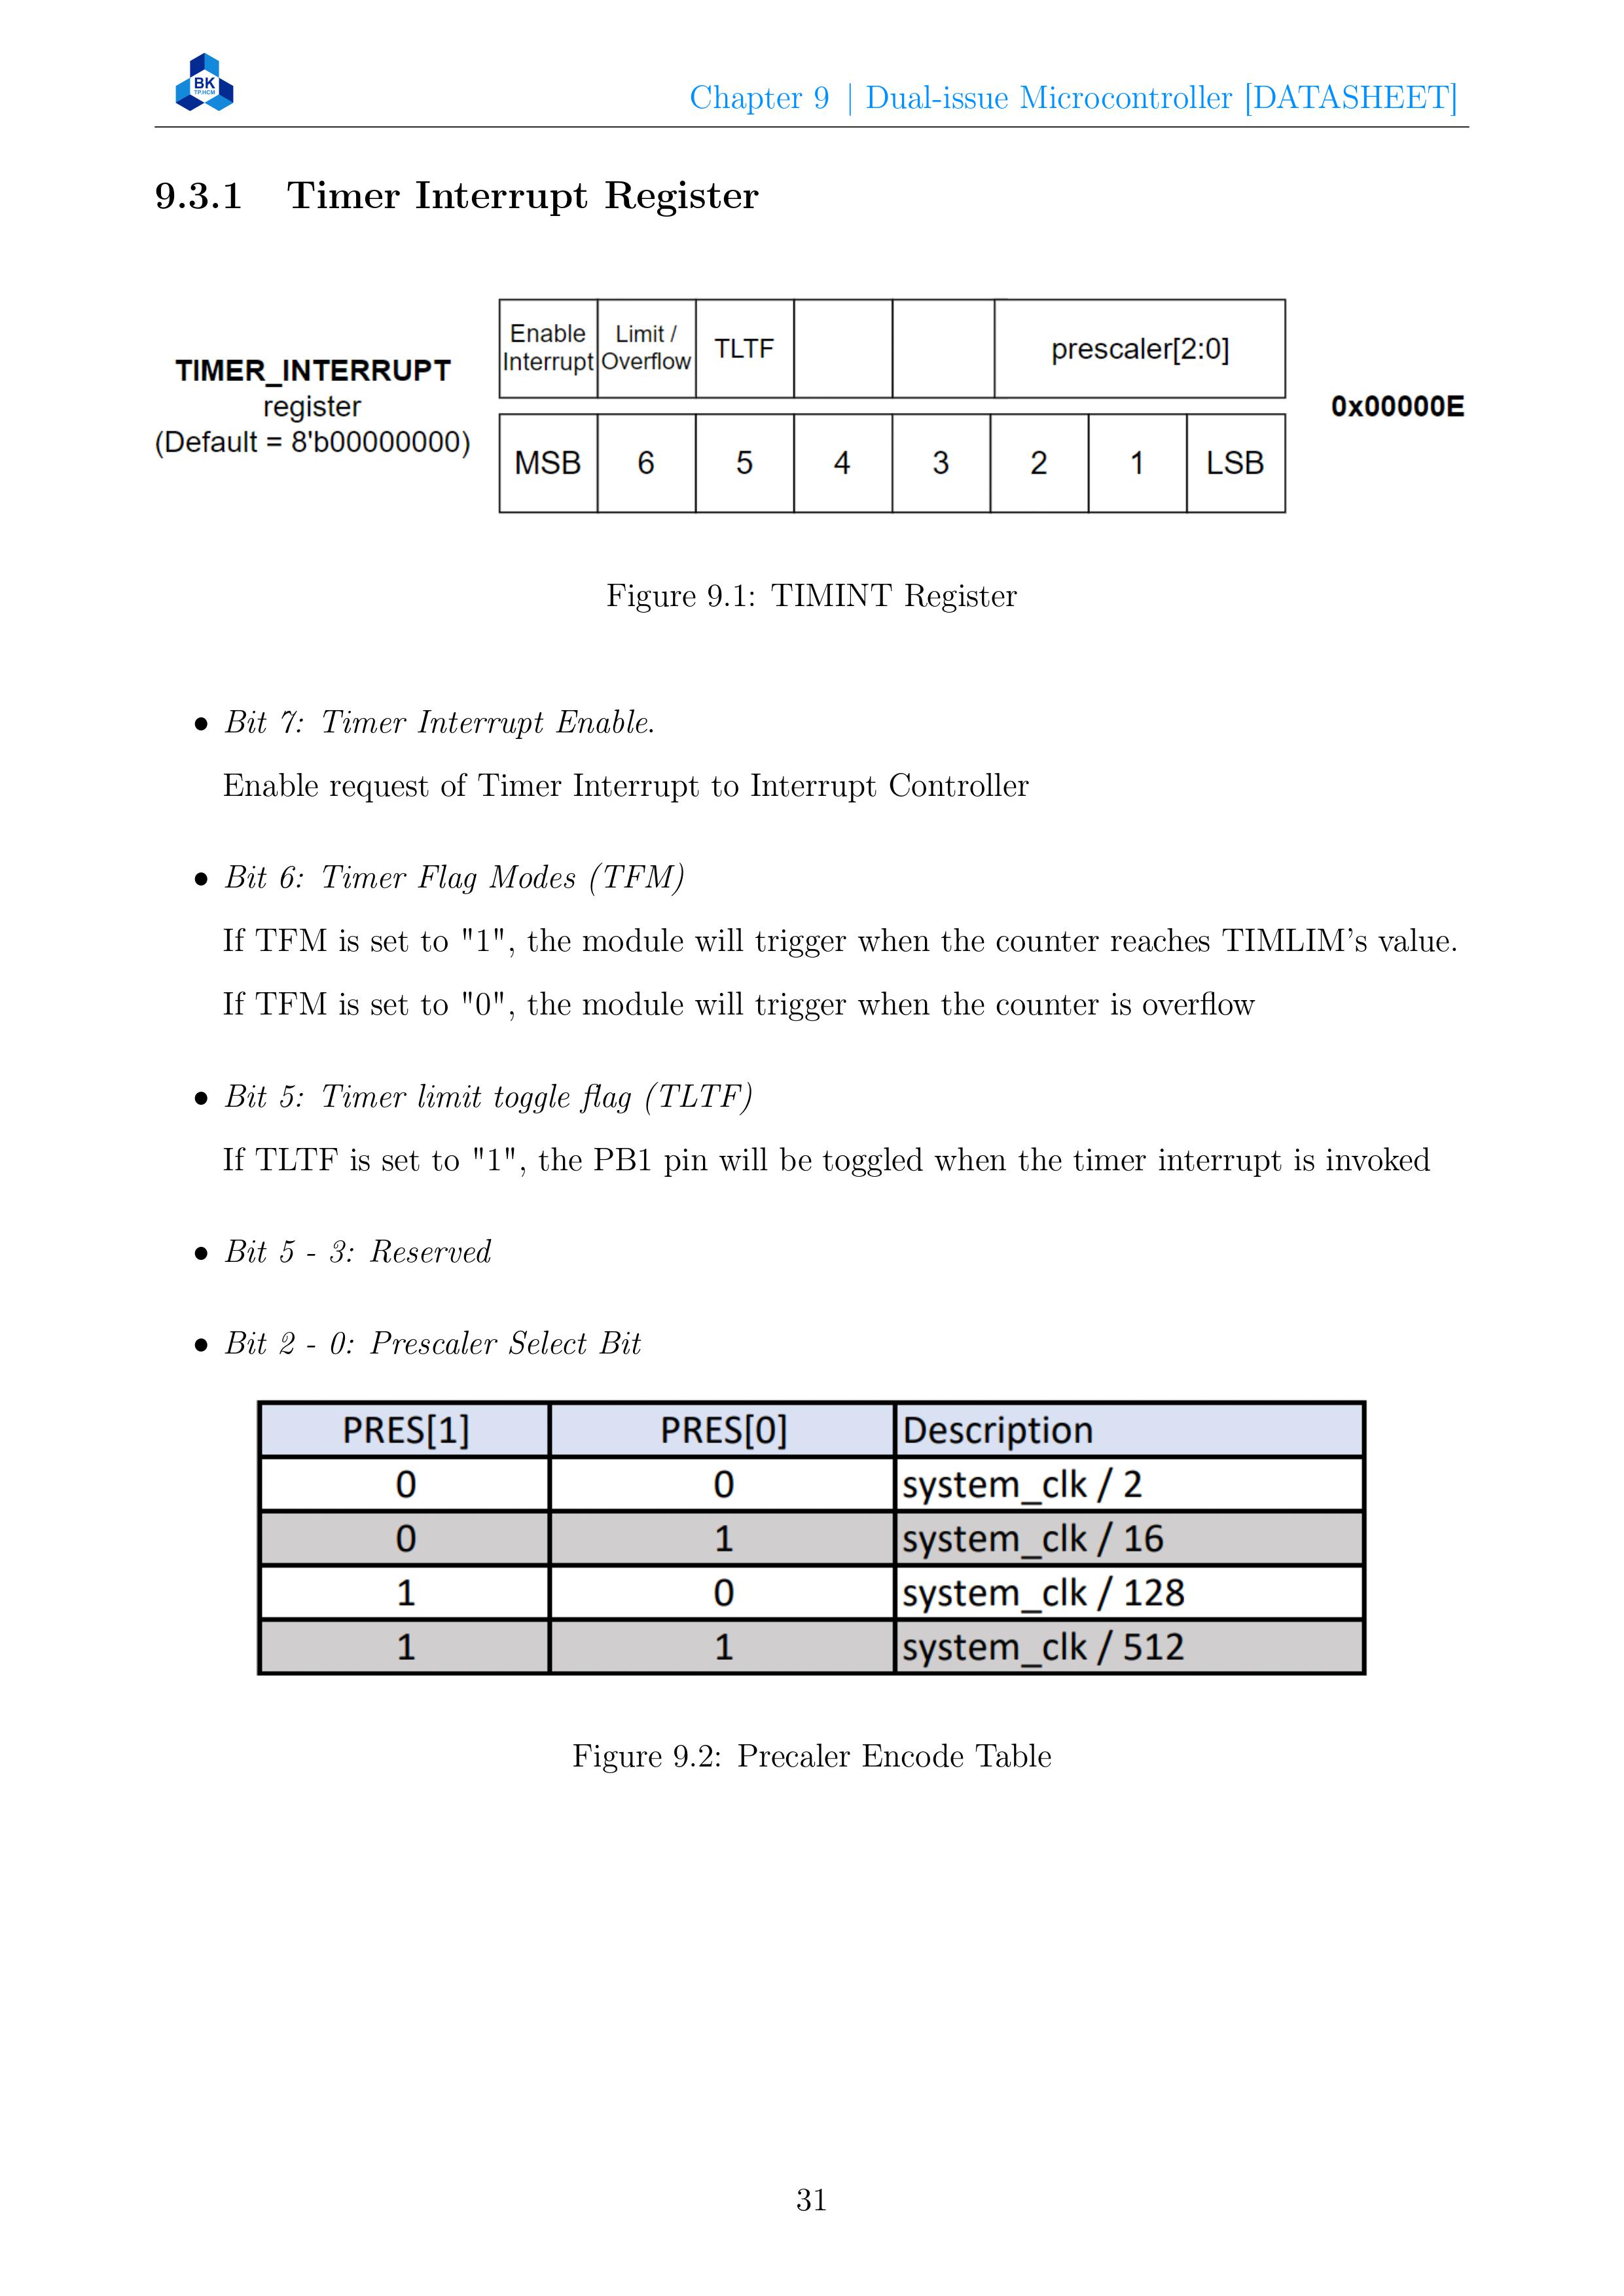 BK
TP.HCM
Chapter 9 | Dual-issue Microcontroller [DATASHEET]
9.3.1 Timer Interrupt Register
TIMER_INTERRUPT
register
(Default = 8'b00000000)
Enable Interrupt Limit / Overflow TLTF prescaler[2:0]
MSB 6 5 4 3 2 1 LSB
0x00000E
Figure 9.1: TIMINT Register
• Bit 7: Timer Interrupt Enable.
Enable request of Timer Interrupt to Interrupt Controller
• Bit 6: Timer Flag Modes (TFM)
If TFM is set to "1", the module will trigger when the counter reaches TIMLIM's value.
If TFM is set to "0", the module will trigger when the counter is overflow
• Bit 5: Timer limit toggle flag (TLTF)
If TLTF is set to "1", the PB1 pin will be toggled when the timer interrupt is invoked
• Bit 5 - 3: Reserved
• Bit 2 - 0: Prescaler Select Bit
PRES[1] PRES[0] Description
0 0 system_clk / 2
0 1 system_clk / 16
1 0 system_clk / 128
1 1 system_clk / 512
Figure 9.2: Precaler Encode Table
31